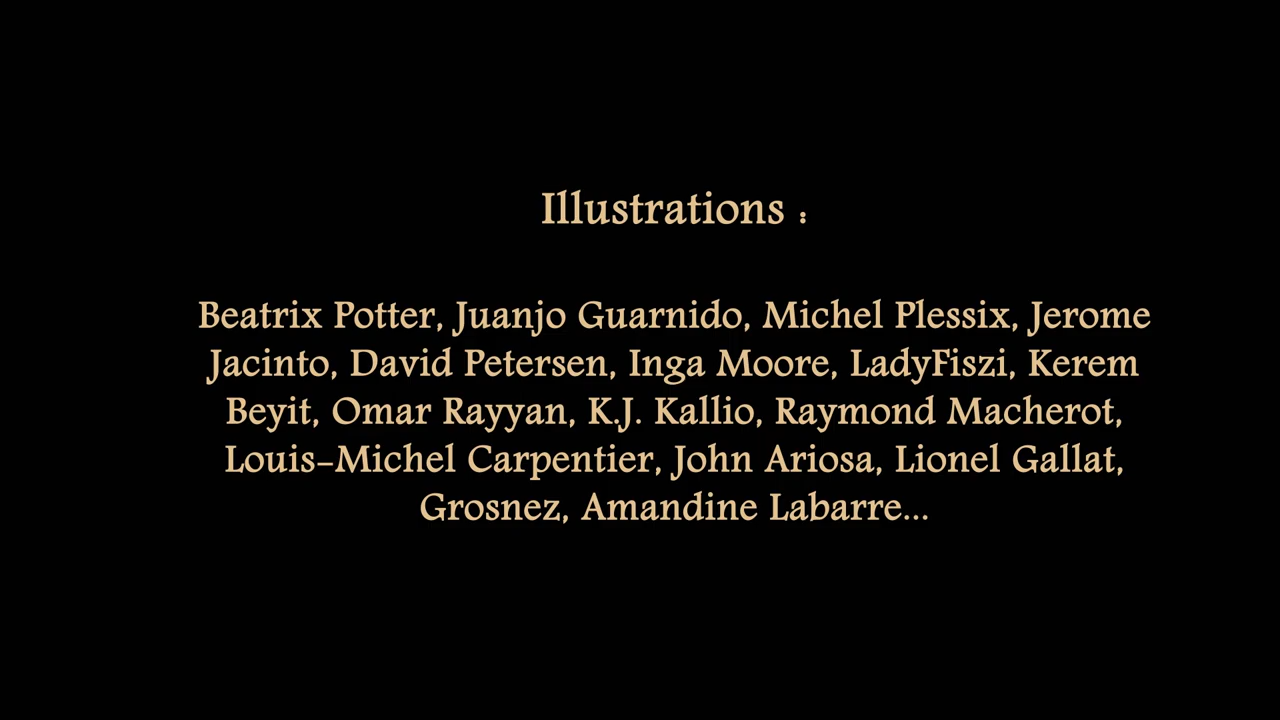 Illustrations :
Beatrix Potter, Juanjo Guarnido, Michel Plessix, Jerome
Jacinto, David Petersen, Inga Moore, LadyFiszi, Kerem
Beyit, Omar Rayyan, K.J. Kallio, Raymond Macherot,
Louis-Michel Carpentier, John Ariosa, Lionel Gallat,
Grosnez, Amandine Labarre...